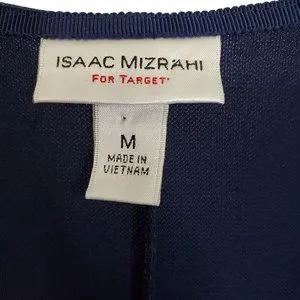 ISAAC MIZRAHI
FOR TARGET
M
MADE IN
VIETNAM